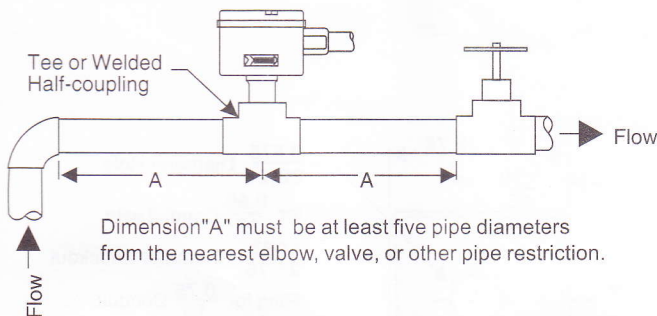 Tee or Welded
Half-coupling
Flow
A
A
Dimension"A" must be at least five pipe diameters
from the nearest elbow, valve, or other pipe restriction.
Flow